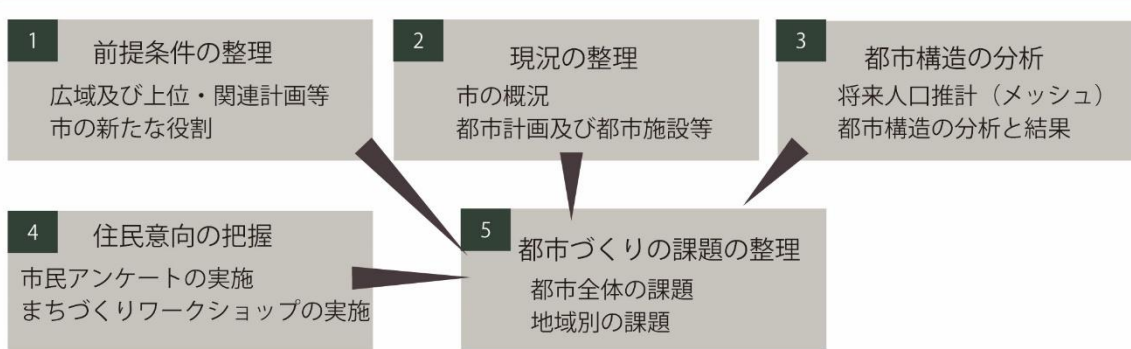 1
前提条件の整理
広域及び上位・関連計画等
市の新たな役割
2
現況の整理
市の概況
都市計画及び都市施設等
3
都市構造の分析
将来人口推計（メッシュ）
都市構造の分析と結果
4
住民意向の把握
市民アンケートの実施
まちづくりワークショップの実施
5
都市づくりの課題の整理
都市全体の課題
地域別の課題